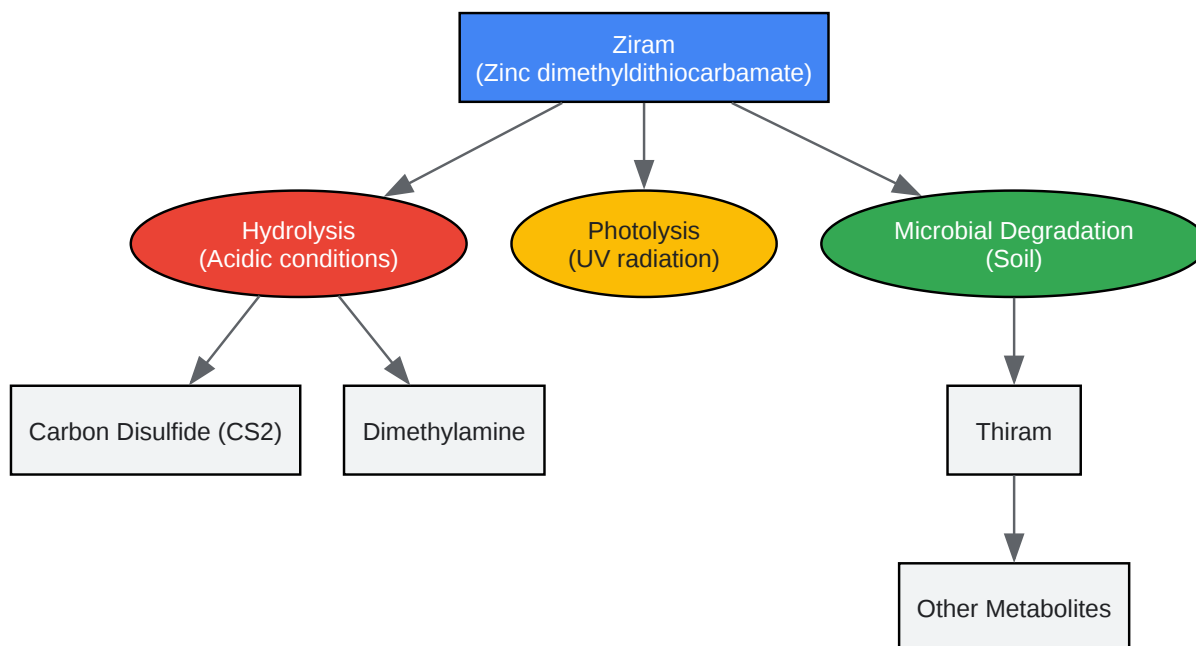 Ziram
(Zinc dimethyldithiocarbamate)
Hydrolysis
(Acidic conditions)
Photolysis
(UV radiation)
Microbial Degradation
(Soil)
Carbon Disulfide (CS2)
Dimethylamine
Thiram
Other Metabolites